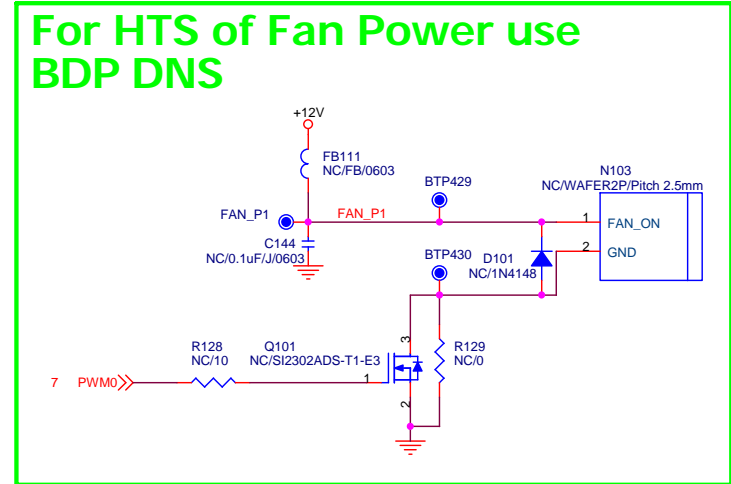 For HTS of Fan Power use
BDP DNS
+12V
FB111
NC/FB/0603
N103
NC/WAFER2P/Pitch 2.5mm
BTP429
FAN_P1
FAN_P1
1
FAN_ON
C144
NC/0.1uF/J/0603
BTP430
D101
NC/1N4148
2
GND
R128
NC/10
Q101
NC/SI2302ADS-T1-E3
3
R129
NC/0
1
7
PWM0
2